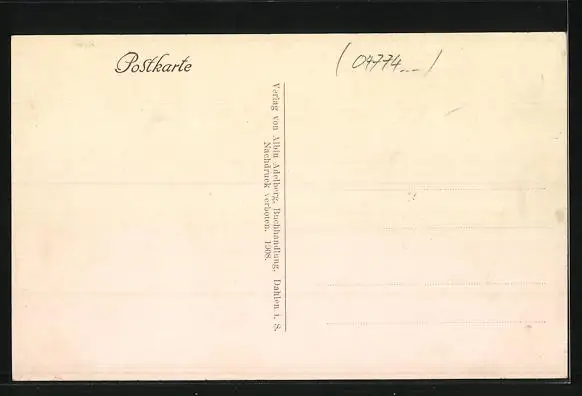 Postkarte
(04774...)
Verlag von Albin Adelberg, Buchhandlung, Dahlen i. S.
Nachdruck verboten. 1908.